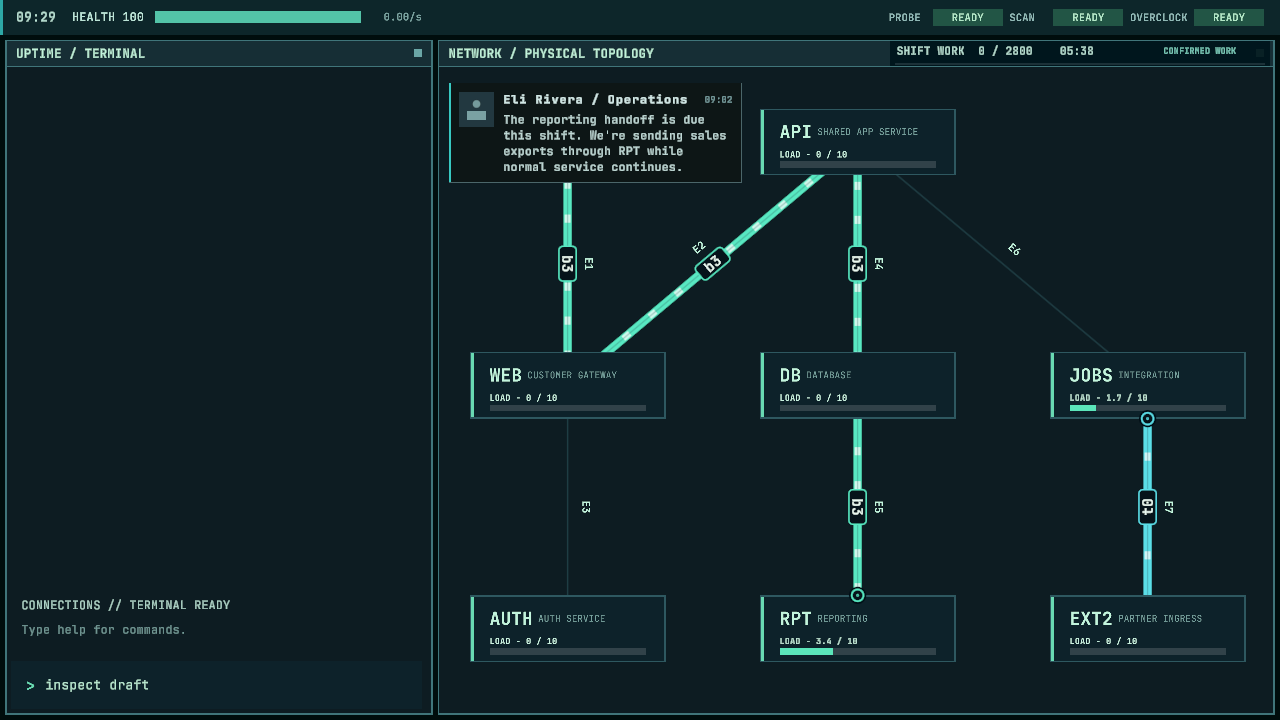 09:29 HEALTH 100 0.00/s PROBE READY SCAN READY OVERCLOCK READY
UPTIME / TERMINAL
NETWORK / PHYSICAL TOPOLOGY
SHIFT WORK 0 / 2800 05:38 CONFIRMED WORK
Eli Rivera / Operations 09:02
The reporting handoff is due
this shift. We're sending sales
exports through RPT while
normal service continues.
API SHARED APP SERVICE
LOAD - 0 / 10
b3 E1
E2 b3
b3 E4
E6
WEB CUSTOMER GATEWAY
LOAD - 0 / 10
DB DATABASE
LOAD - 0 / 10
JOBS INTEGRATION
LOAD - 1.7 / 10
E3
b3 E5
01 E7
AUTH AUTH SERVICE
LOAD - 0 / 10
RPT REPORTING
LOAD - 3.4 / 10
EXT2 PARTNER INGRESS
LOAD - 0 / 10
CONNECTIONS // TERMINAL READY
Type help for commands.
> inspect draft